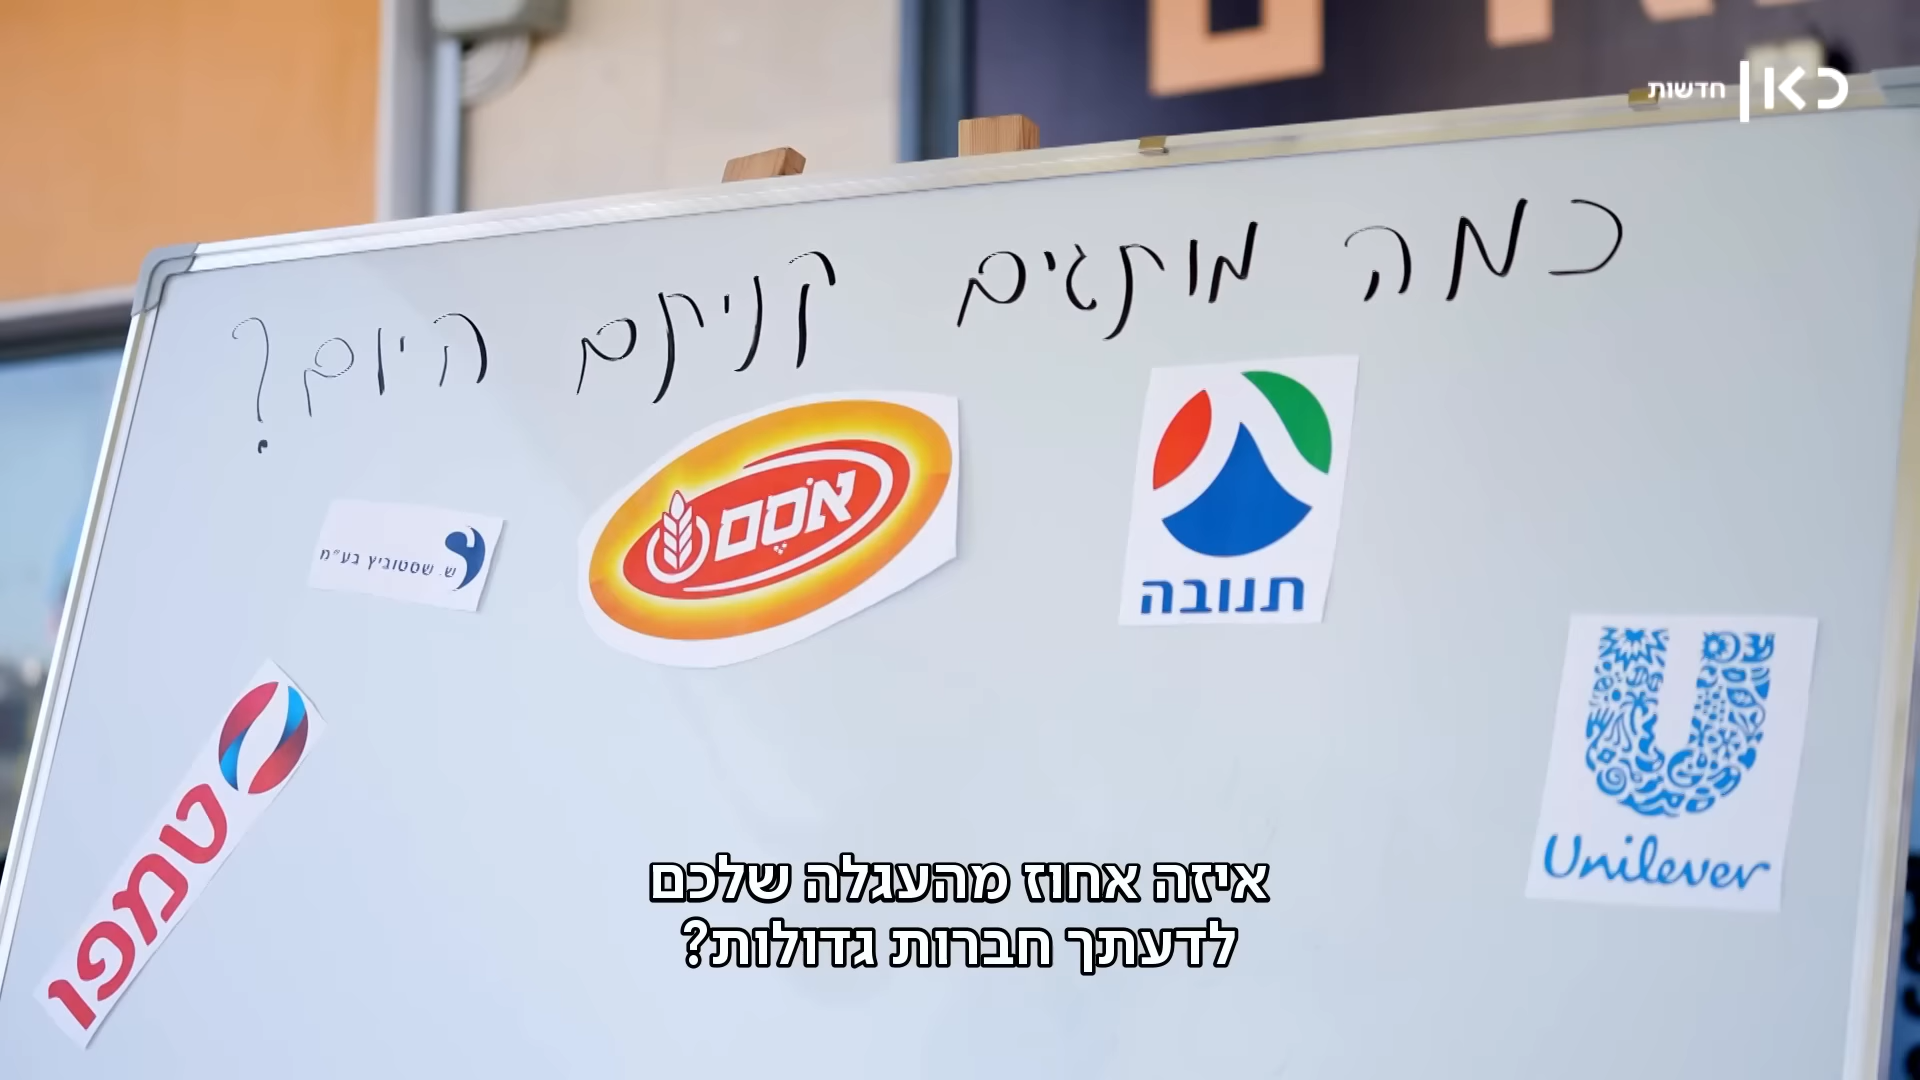 כאן | חדשות
כמה מותגים קניתם היום?
אסם
תנובה
ש. שסטוביץ בע"מ
Unilever
טמפו
איזה אחוז מהעגלה שלכם
לדעתך חברות גדולות?